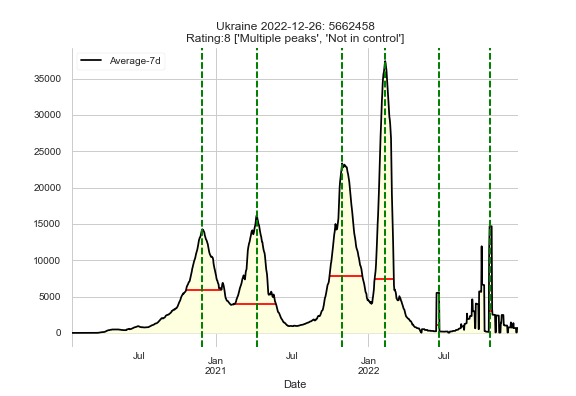 Ukraine 2022-12-26: 5662458
Rating:8 ['Multiple peaks', 'Not in control']
Average-7d
35000
30000
25000
20000
15000
10000
5000
0
Jul
Jan
2021
Jul
Jan
2022
Jul
Date